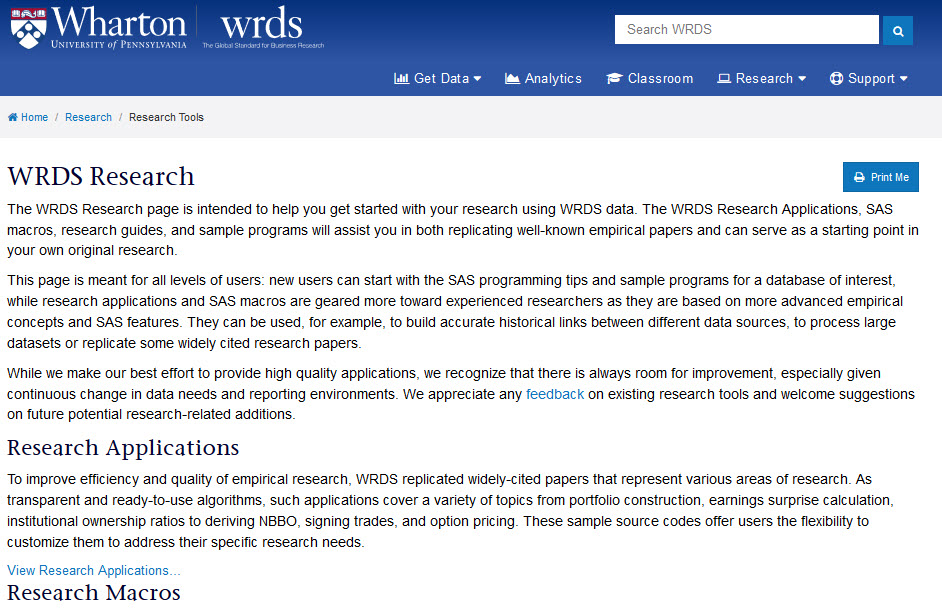 Wharton
UNIVERSITY of PENNSYLVANIA
wrds
The Global Standard for Business Research
Search WRDS
Get Data
Analytics
Classroom
Research
Support
Home / Research / Research Tools
WRDS Research
Print Me
The WRDS Research page is intended to help you get started with your research using WRDS data. The WRDS Research Applications, SAS
macros, research guides, and sample programs will assist you in both replicating well-known empirical papers and can serve as a starting point in
your own original research.
This page is meant for all levels of users: new users can start with the SAS programming tips and sample programs for a database of interest,
while research applications and SAS macros are geared more toward experienced researchers as they are based on more advanced empirical
concepts and SAS features. They can be used, for example, to build accurate historical links between different data sources, to process large
datasets or replicate some widely cited research papers.
While we make our best effort to provide high quality applications, we recognize that there is always room for improvement, especially given
continuous change in data needs and reporting environments. We appreciate any feedback on existing research tools and welcome suggestions
on future potential research-related additions.
Research Applications
To improve efficiency and quality of empirical research, WRDS replicated widely-cited papers that represent various areas of research. As
transparent and ready-to-use algorithms, such applications cover a variety of topics from portfolio construction, earnings surprise calculation,
institutional ownership ratios to deriving NBBO, signing trades, and option pricing. These sample source codes offer users the flexibility to
customize them to address their specific research needs.
View Research Applications...
Research Macros